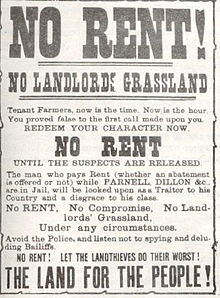 NO RENT!
NO LANDLORDS' GRASSLAND
Tenant Farmers, now is the time. Now is the hour.
You proved false to the first call made upon you.
REDEEM YOUR CHARACTER NOW.
NO RENT
UNTIL THE SUSPECTS ARE RELEASED.
The man who pays Rent (whether an abatement
is offered or not) while PARNELL, DILLON &c.,
are in Jail, will be looked upon as a Traitor to his
Country and a disgrace to his class.
No RENT, No Compromise, No Land-
lords' Grassland,
Under any circumstances.
Avoid the Police, and listen not to spying and delu-
ding Bailiffs.
NO RENT! LET THE LANDTHIEVES DO THEIR WORST!
THE LAND FOR THE PEOPLE!